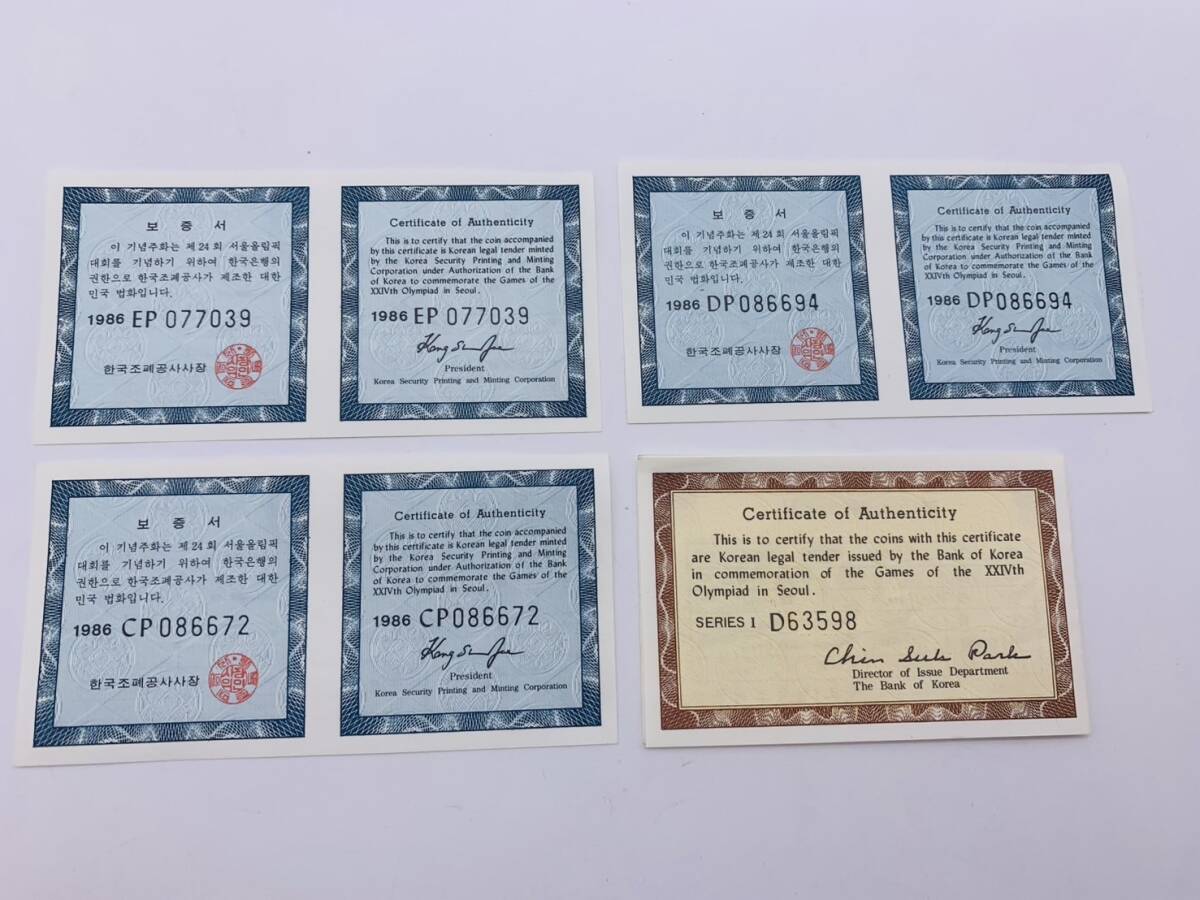 보 증 서
이 기념주화는 제24회 서울올림픽
대회를 기념하기 위하여 한국은행의
권한으로 한국조폐공사가 제조한 대한
민국 법화입니다.
1986 EP 077039
한국조폐공사사장
Certificate of Authenticity
This is to certify that the coin accompanied
by this certificate is Korean legal tender minted
by the Korea Security Printing and Minting
Corporation under Authorization of the Bank
of Korea to commemorate the Games of the
XXIVth Olympiad in Seoul.
1986 EP 077039
President
Korea Security Printing and Minting Corporation
보 증 서
이 기념주화는 제24회 서울올림픽
대회를 기념하기 위하여 한국은행의
권한으로 한국조폐공사가 제조한 대한
민국 법화입니다.
1986 DP086694
한국조폐공사사장
Certificate of Authenticity
This is to certify that the coin accompanied
by this certificate is Korean legal tender minted
by the Korea Security Printing and Minting
Corporation under Authorization of the Bank
of Korea to commemorate the Games of the
XXIVth Olympiad in Seoul.
1986 DP086694
President
Korea Security Printing and Minting Corporation
보 증 서
이 기념주화는 제24회 서울올림픽
대회를 기념하기 위하여 한국은행의
권한으로 한국조폐공사가 제조한 대한
민국 법화입니다.
1986 CP086672
한국조폐공사사장
Certificate of Authenticity
This is to certify that the coin accompanied
by this certificate is Korean legal tender minted
by the Korea Security Printing and Minting
Corporation under Authorization of the Bank
of Korea to commemorate the Games of the
XXIVth Olympiad in Seoul.
1986 CP086672
President
Korea Security Printing and Minting Corporation
Certificate of Authenticity
This is to certify that the coins with this certificate
are Korean legal tender issued by the Bank of Korea
in commemoration of the Games of the XXIVth
Olympiad in Seoul.
SERIES I D63598
Chin Suk Park
Director of Issue Department
The Bank of Korea